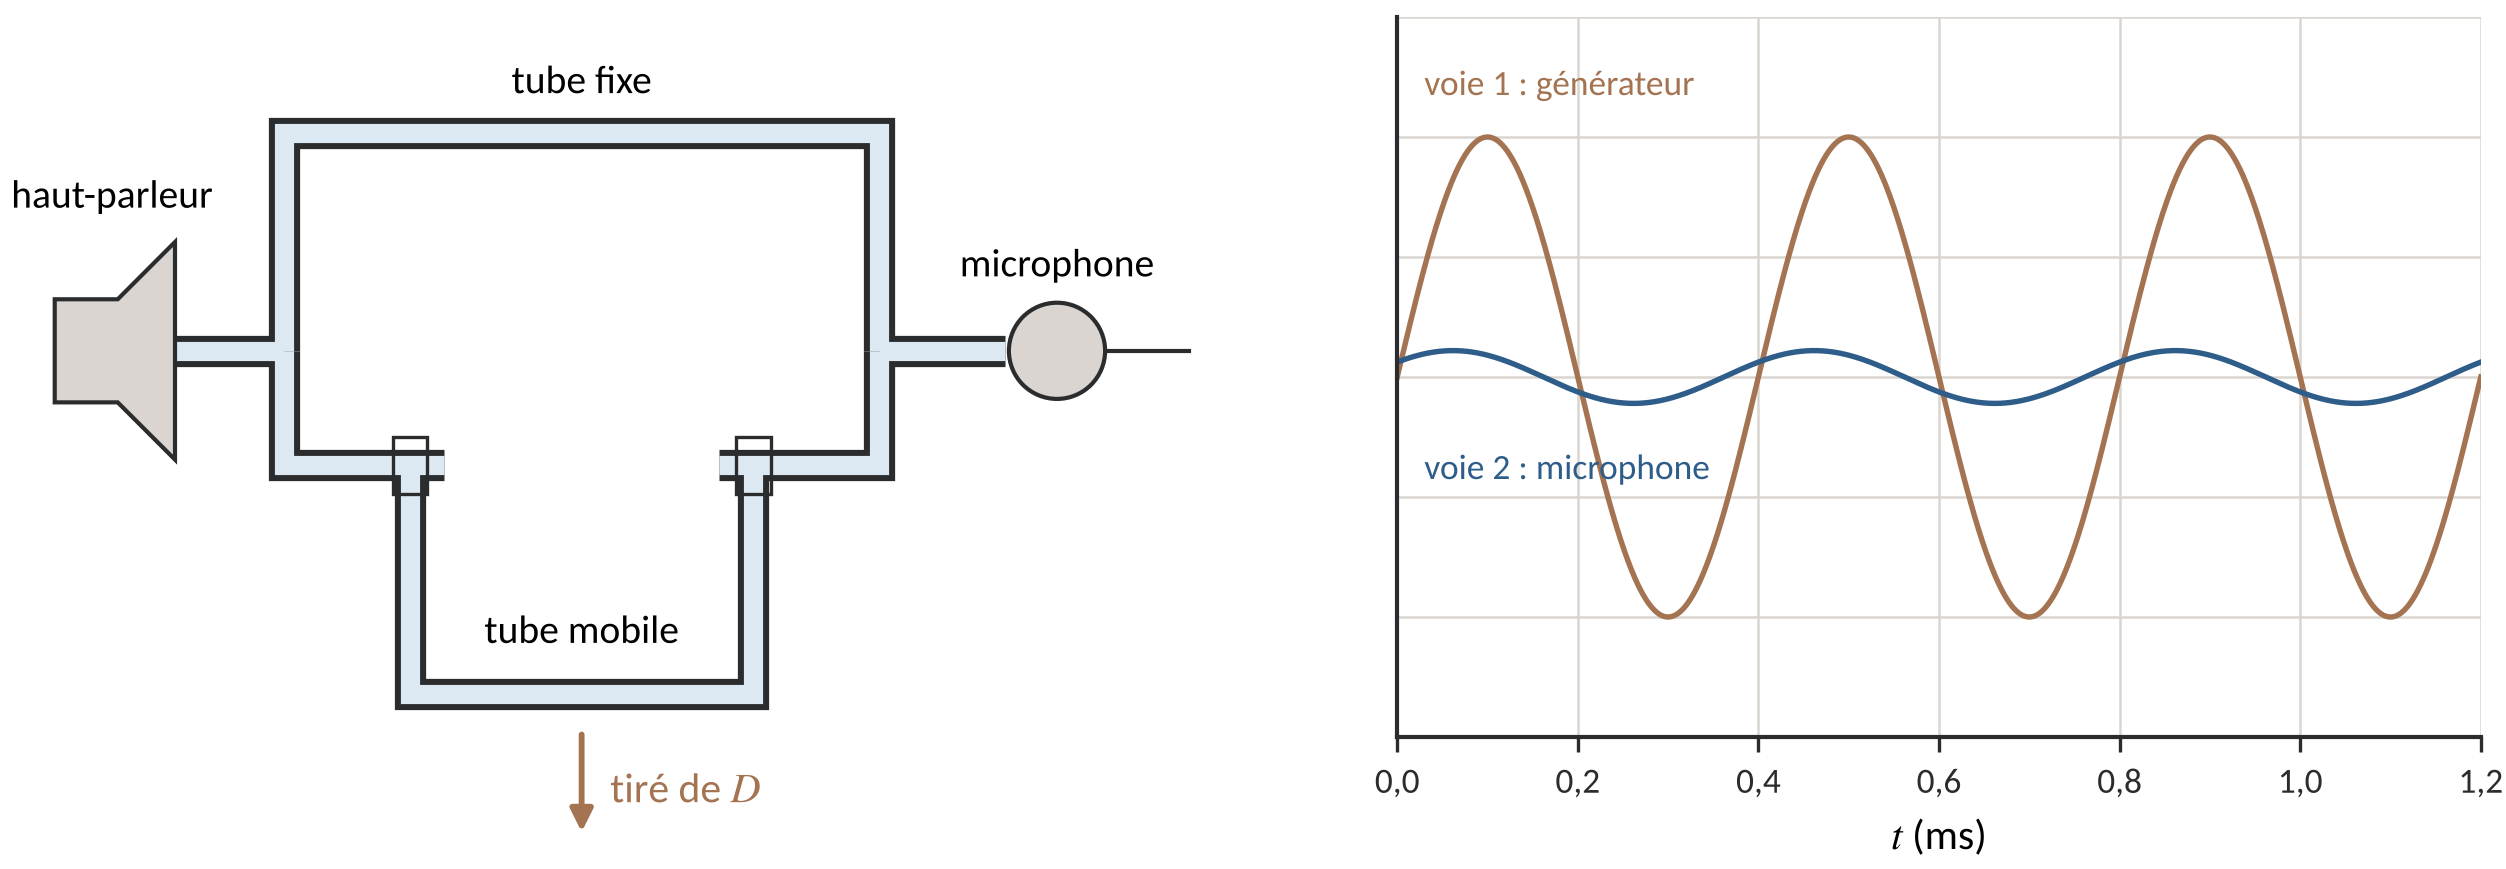 tube fixe
haut-parleur
microphone
tube mobile
tiré de D
voie 1 : générateur
voie 2 : microphone
0,0 0,2 0,4 0,6 0,8 1,0 1,2
t (ms)